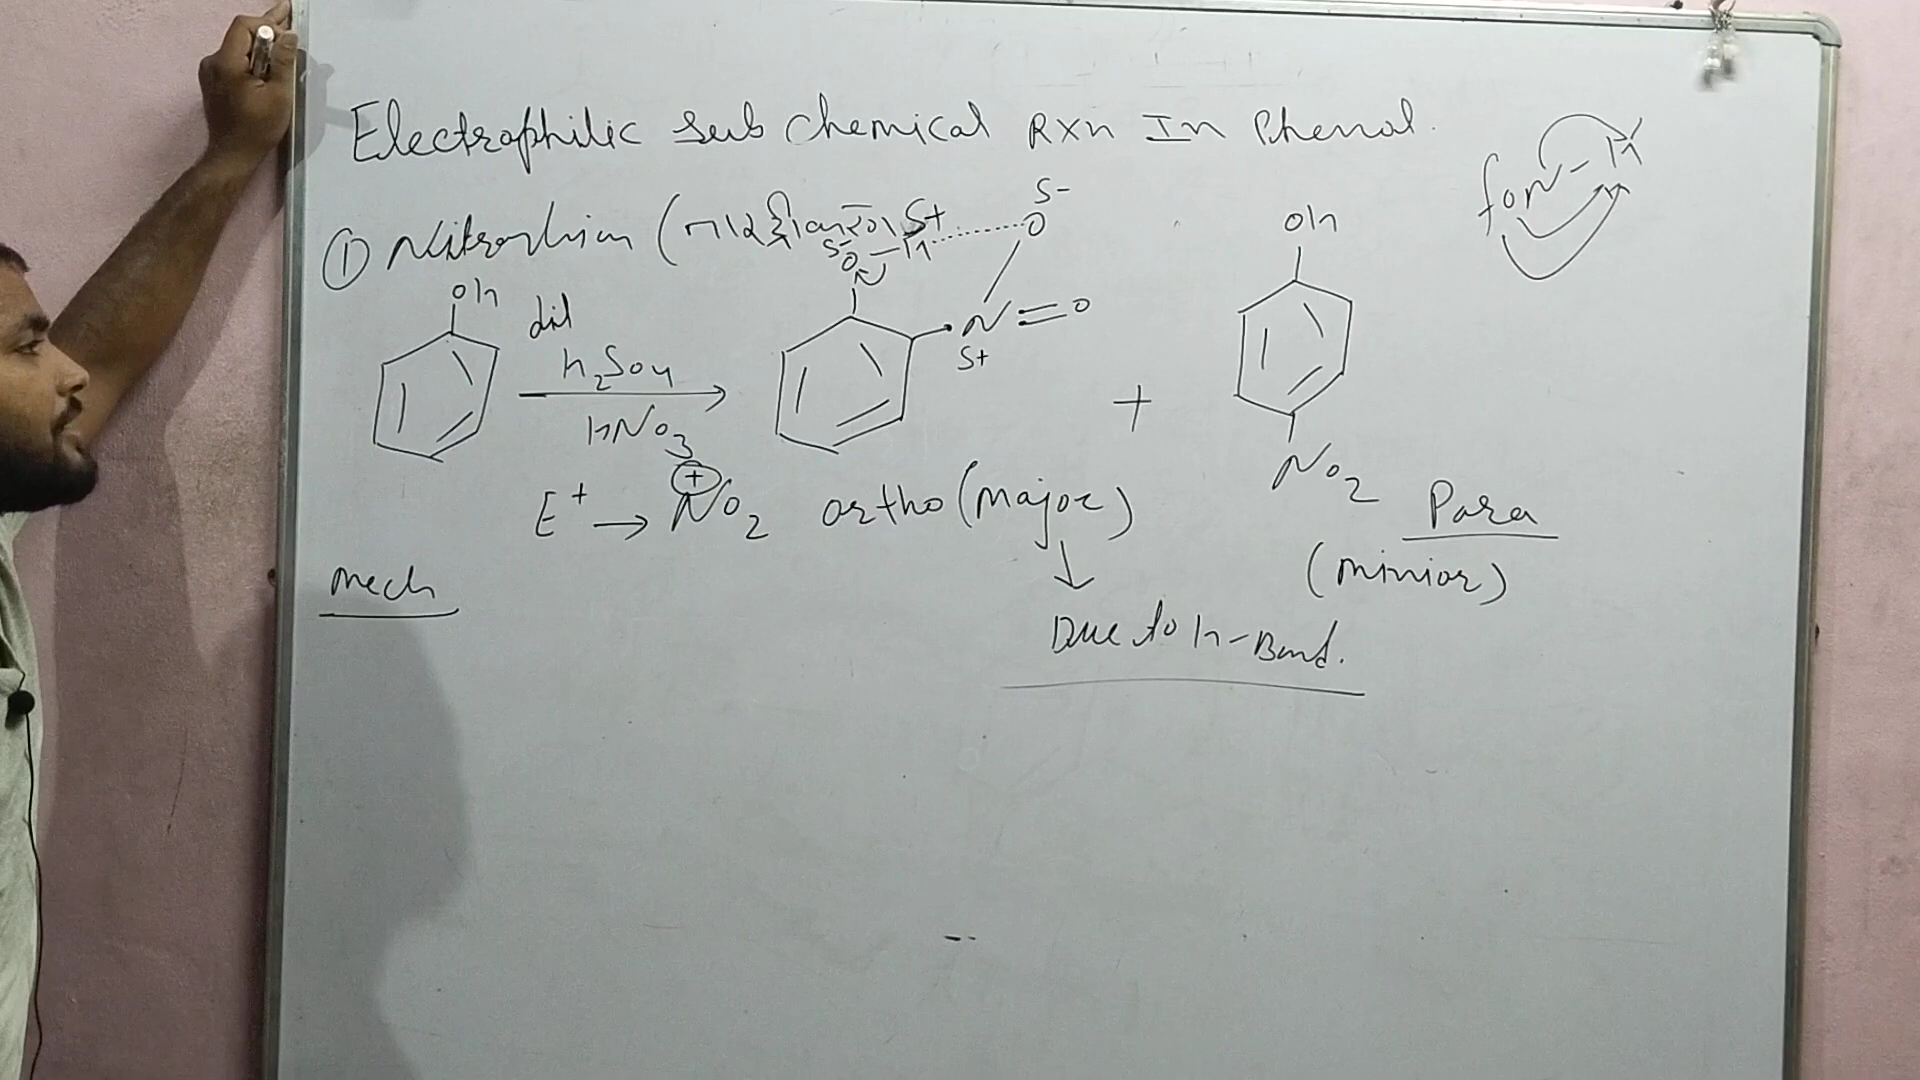 Electrophilic Sub Chemical Rxn In Phenol.
① Nitration (
OH
dil
H2SO4
HNO3
δ-
O-H
δ+
O
δ-
N=O
δ+
+
OH
NO2
FON-H
E+ → NO2
+
ortho (major)
Para
(minior)
Mech
Due to H-Bond.